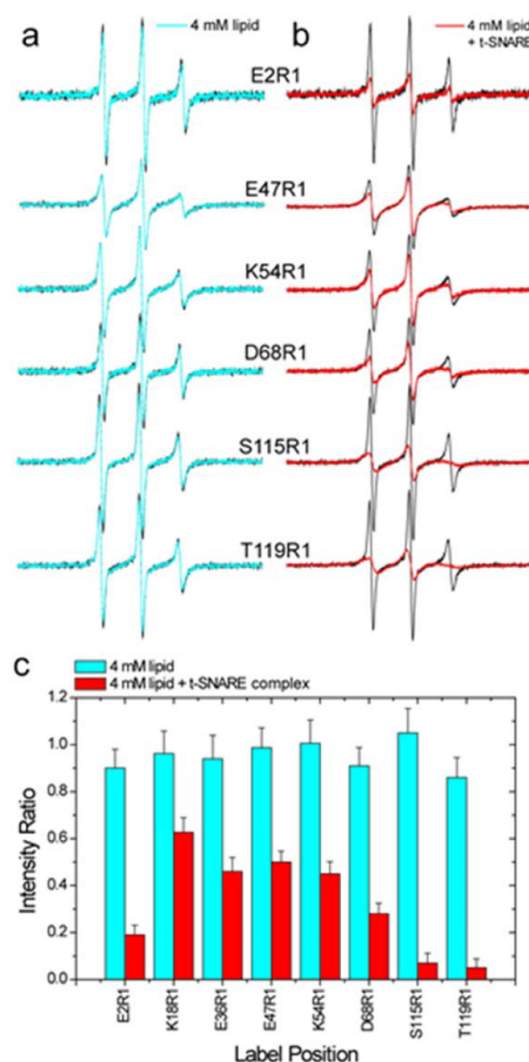 a
4 mM lipid
b
4 mM lipid
+ t-SNARE
E2R1
E47R1
K54R1
D68R1
S115R1
T119R1
c
4 mM lipid
4 mM lipid + t-SNARE complex
1.2
1.0
0.8
0.6
0.4
0.2
0.0
Intensity Ratio
E2R1
K18R1
E36R1
E47R1
K54R1
D68R1
S115R1
T119R1
Label Position